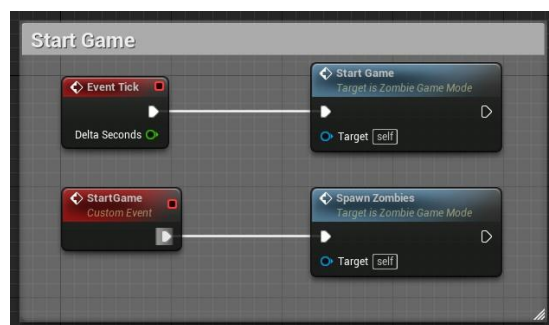 Start Game
Event Tick
Delta Seconds
Start Game
Target is Zombie Game Mode
Target self
StartGame
Custom Event
Spawn Zombies
Target is Zombie Game Mode
Target self